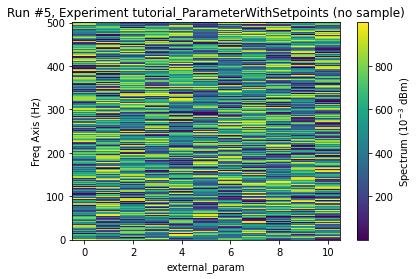 Run #5, Experiment tutorial_ParameterWithSetpoints (no sample)
500
400
300
200
100
0
Freq Axis (Hz)
0 2 4 6 8 10
external_param
800
600
400
200
Spectrum (10⁻³ dBm)